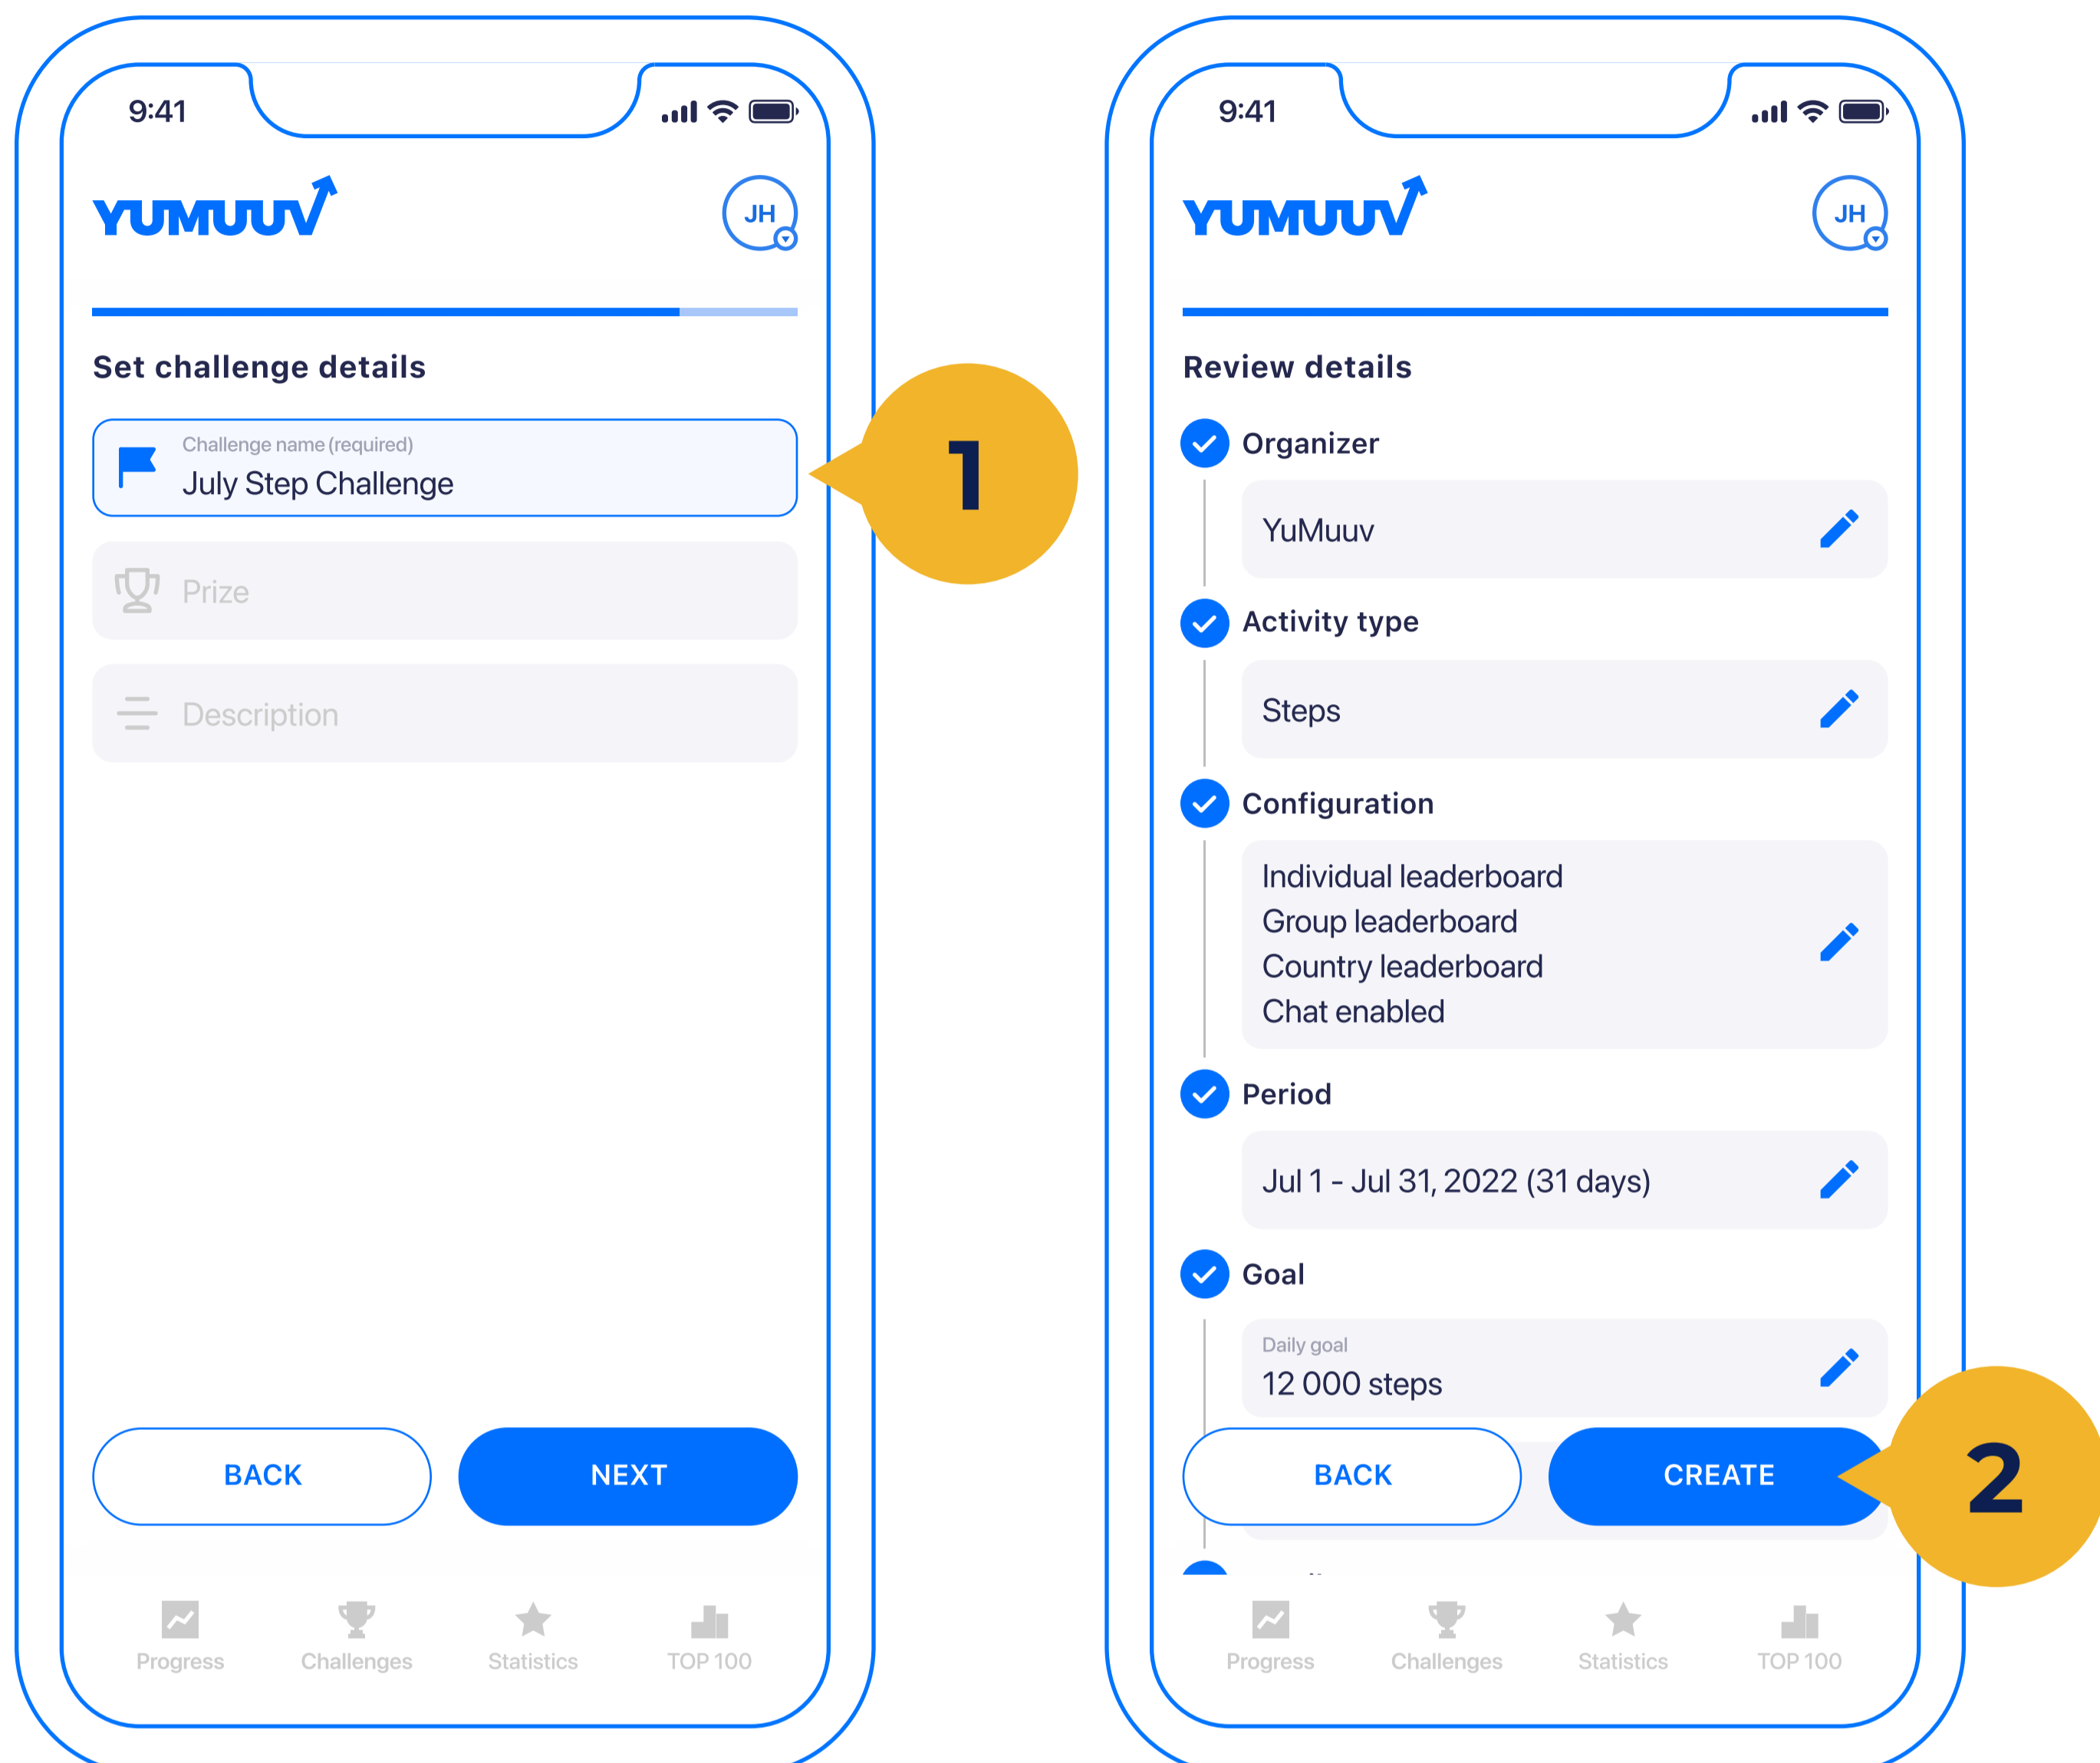 9:41
YUMUUV
JH
Set challenge details
Challenge name (required)
July Step Challenge
Prize
Description
BACK
NEXT
Progress
Challenges
Statistics
TOP 100
1
9:41
YUMUUV
JH
Review details
Organizer
YuMuuv
Activity type
Steps
Configuration
Individual leaderboard
Group leaderboard
Country leaderboard
Chat enabled
Period
Jul 1 - Jul 31, 2022 (31 days)
Goal
Daily goal
12 000 steps
BACK
CREATE
Progress
Challenges
Statistics
TOP 100
2